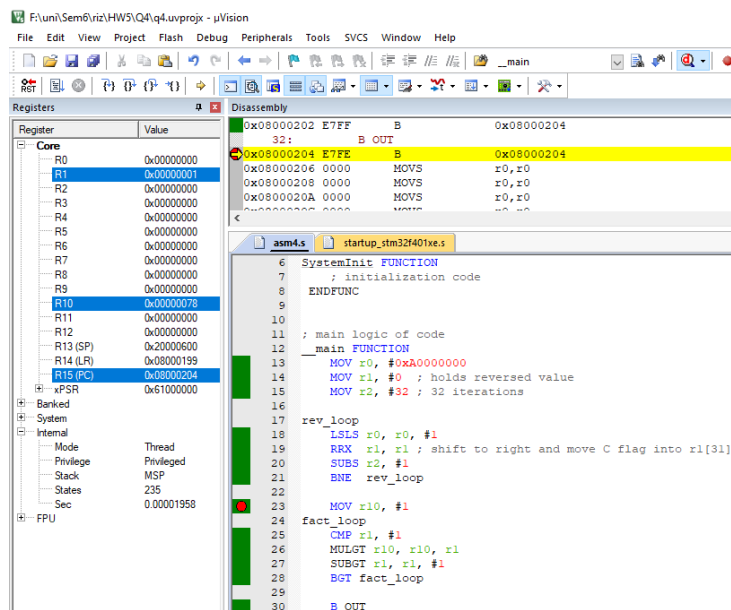 F:\uni\Sem6\riz\HW5\Q4\q4.uvprojx - µVision
File Edit View Project Flash Debug Peripherals Tools SVCS Window Help
__main
RST
Registers
Register Value
Core
R0 0x00000000
R1 0x00000001
R2 0x00000000
R3 0x00000000
R4 0x00000000
R5 0x00000000
R6 0x00000000
R7 0x00000000
R8 0x00000000
R9 0x00000000
R10 0x00000078
R11 0x00000000
R12 0x00000000
R13 (SP) 0x20000600
R14 (LR) 0x08000199
R15 (PC) 0x08000204
xPSR 0x61000000
Banked
System
Internal
Mode Thread
Privilege Privileged
Stack MSP
States 235
Sec 0.00001958
FPU
Disassembly
0x08000202 E7FF B 0x08000204
32: B OUT
0x08000204 E7FE B 0x08000204
0x08000206 0000 MOVS r0,r0
0x08000208 0000 MOVS r0,r0
0x0800020A 0000 MOVS r0,r0
asm4.s startup_stm32f401xe.s
6 SystemInit FUNCTION
7 ; initialization code
8 ENDFUNC
9
10
11 ; main logic of code
12 __main FUNCTION
13 MOV r0, #0xA0000000
14 MOV r1, #0 ; holds reversed value
15 MOV r2, #32 ; 32 iterations
16
17 rev_loop
18 LSLS r0, r0, #1
19 RRX r1, r1 ; shift to right and move C flag into r1[31]
20 SUBS r2, #1
21 BNE rev_loop
22
23 MOV r10, #1
24 fact_loop
25 CMP r1, #1
26 MULGT r10, r10, r1
27 SUBGT r1, r1, #1
28 BGT fact_loop
29
30 B OUT